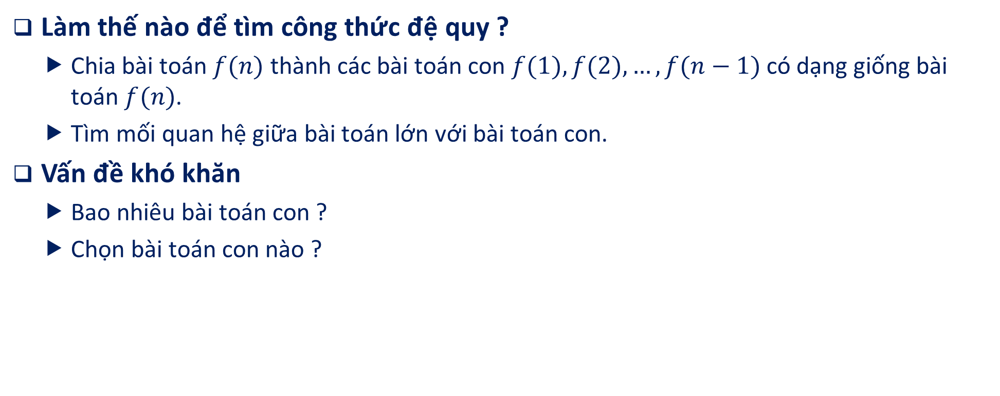 ❑ Làm thế nào để tìm công thức đệ quy ?
▶ Chia bài toán f(n) thành các bài toán con f(1), f(2), … , f(n − 1) có dạng giống bài
toán f(n).
▶ Tìm mối quan hệ giữa bài toán lớn với bài toán con.
❑ Vấn đề khó khăn
▶ Bao nhiêu bài toán con ?
▶ Chọn bài toán con nào ?